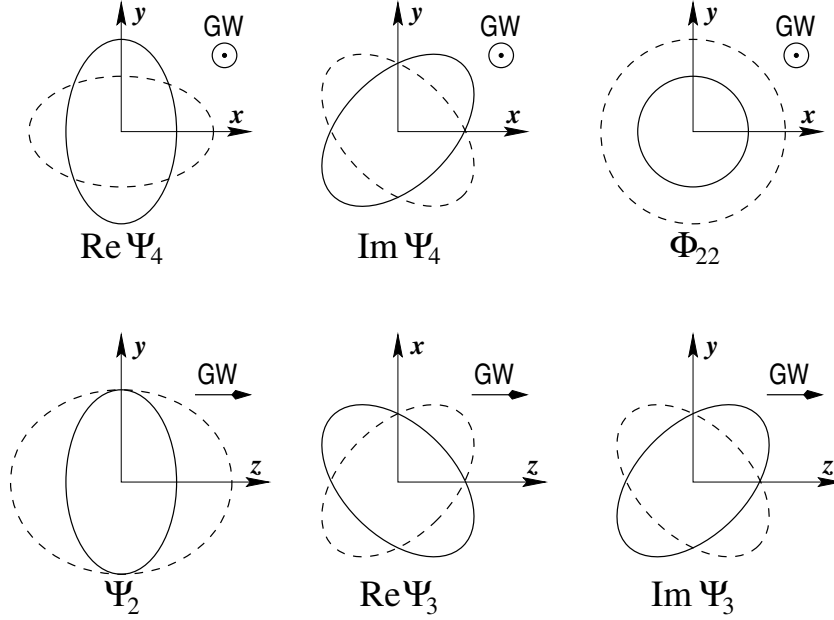 y GW y GW y GW
x x x
Re Ψ4 Im Ψ4 Φ22
y GW x GW y GW
z z z
Ψ2 Re Ψ3 Im Ψ3